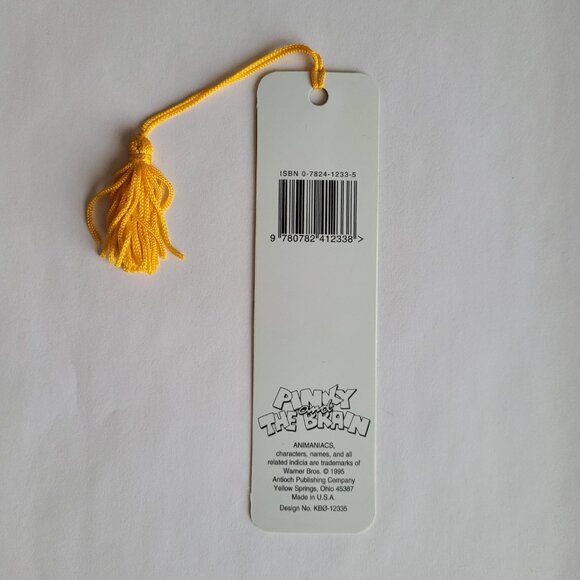 ISBN 0-7824-1233-5
9 780782 412338 >
PINKY
and
THE BRAIN
ANIMANIACS,
characters, names, and all
related indicia are trademarks of
Warner Bros. © 1995
Antioch Publishing Company
Yellow Springs, Ohio 45387
Made in U.S.A.
Design No. KBØ-12335